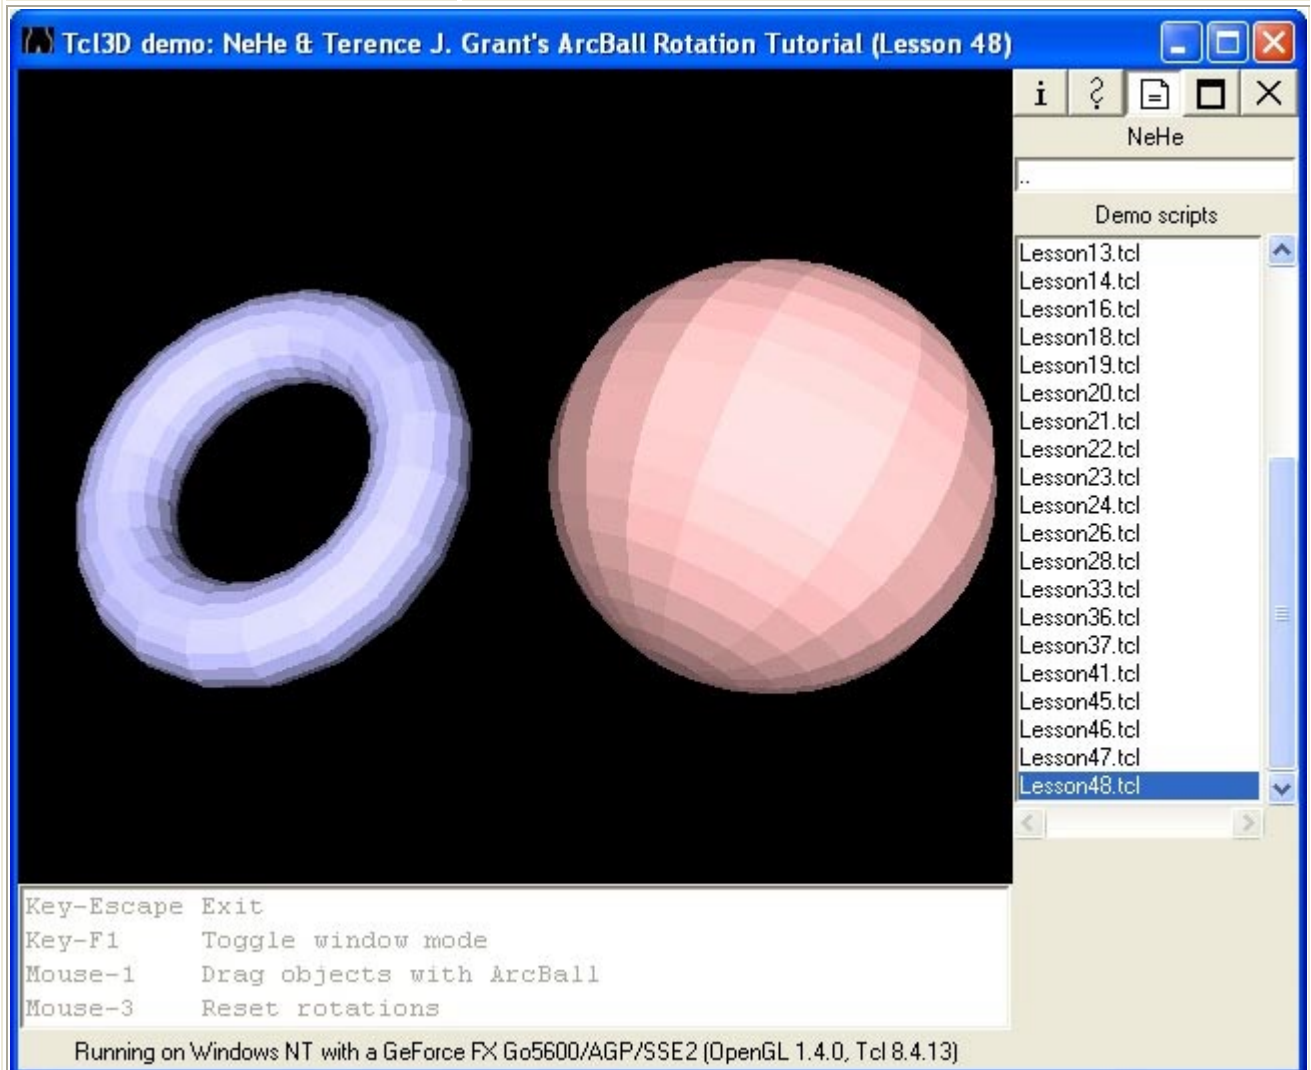 Tcl3D demo: NeHe & Terence J. Grant's ArcBall Rotation Tutorial (Lesson 48)
i ? X
NeHe
..
Demo scripts
Lesson13.tcl
Lesson14.tcl
Lesson16.tcl
Lesson18.tcl
Lesson19.tcl
Lesson20.tcl
Lesson21.tcl
Lesson22.tcl
Lesson23.tcl
Lesson24.tcl
Lesson26.tcl
Lesson28.tcl
Lesson33.tcl
Lesson36.tcl
Lesson37.tcl
Lesson41.tcl
Lesson45.tcl
Lesson46.tcl
Lesson47.tcl
Lesson48.tcl
Key-Escape Exit
Key-F1 Toggle window mode
Mouse-1 Drag objects with ArcBall
Mouse-3 Reset rotations
Running on Windows NT with a GeForce FX Go5600/AGP/SSE2 (OpenGL 1.4.0, Tcl 8.4.13)